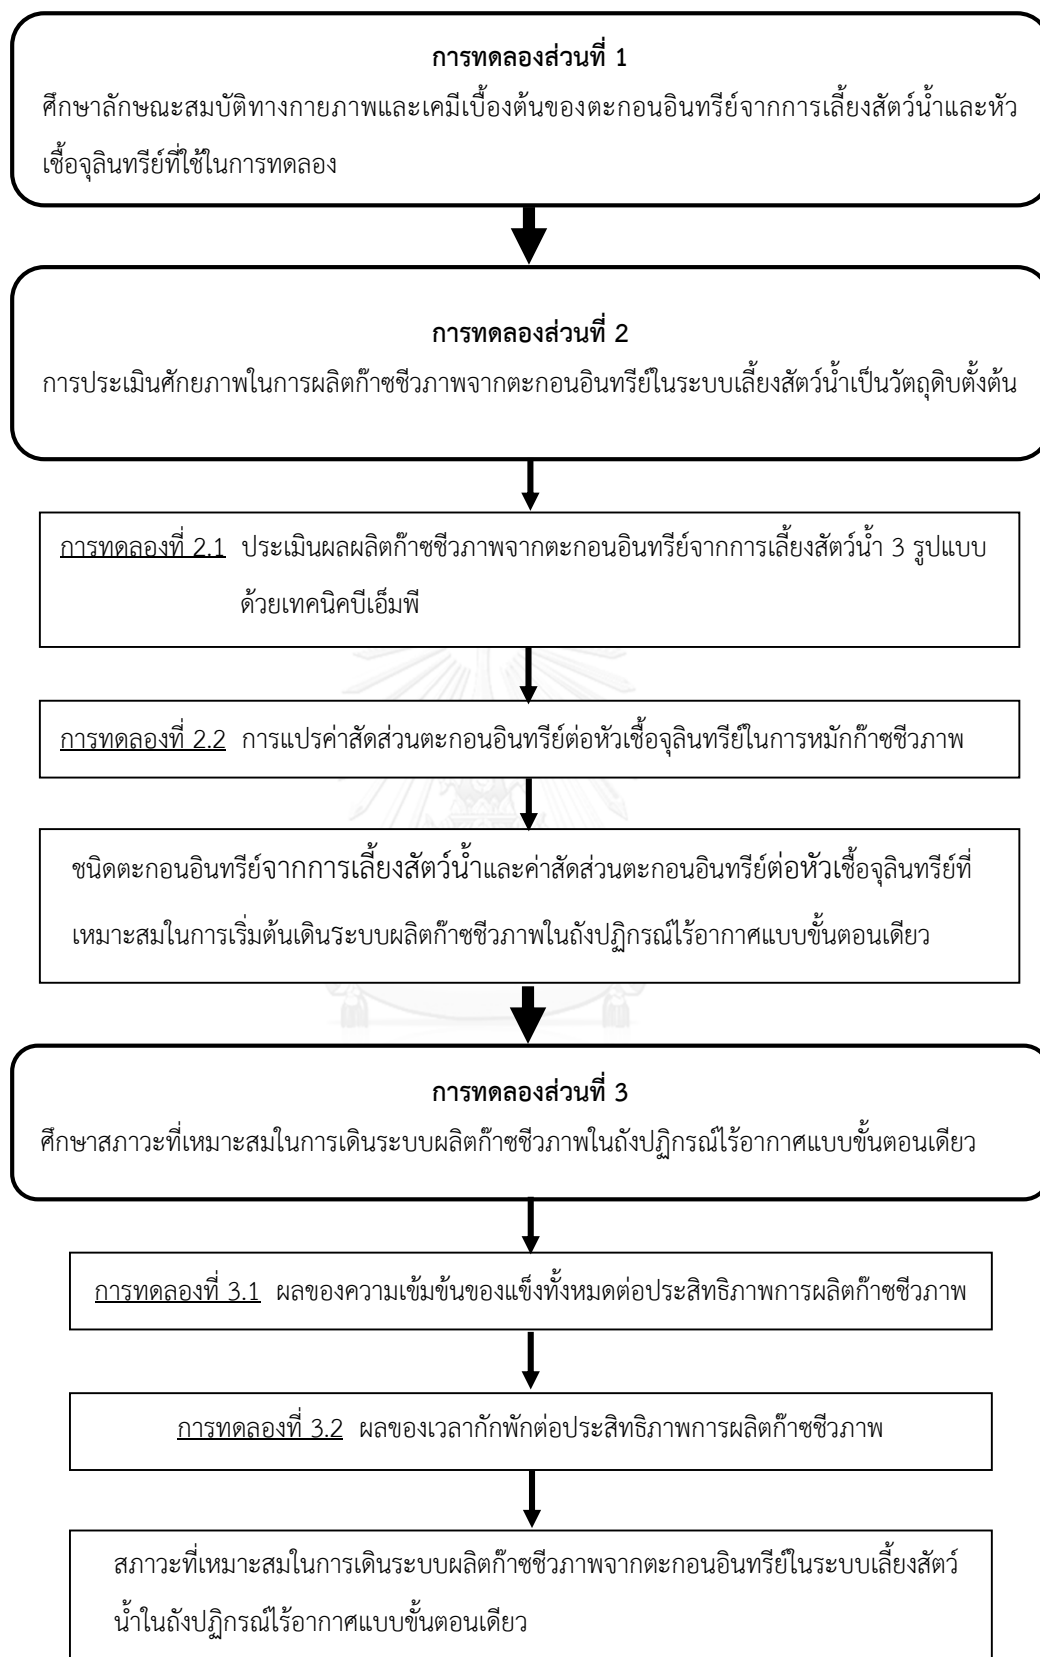 การทดลองส่วนที่ 1
ศึกษาลักษณะสมบัติทางกายภาพและเคมีเบื้องต้นของตะกอนอินทรีย์จากการเลี้ยงสัตว์น้ำและหัว
เชื้อจุลินทรีย์ที่ใช้ในการทดลอง
การทดลองส่วนที่ 2
การประเมินศักยภาพในการผลิตก๊าซชีวภาพจากตะกอนอินทรีย์ในระบบเลี้ยงสัตว์น้ำเป็นวัตถุดิบตั้งต้น
การทดลองที่ 2.1 ประเมินผลผลิตก๊าซชีวภาพจากตะกอนอินทรีย์จากการเลี้ยงสัตว์น้ำ 3 รูปแบบ
ด้วยเทคนิคบีเอ็มพี
การทดลองที่ 2.2 การแปรค่าสัดส่วนตะกอนอินทรีย์ต่อหัวเชื้อจุลินทรีย์ในการหมักก๊าซชีวภาพ
ชนิดตะกอนอินทรีย์จากการเลี้ยงสัตว์น้ำและค่าสัดส่วนตะกอนอินทรีย์ต่อหัวเชื้อจุลินทรีย์ที่
เหมาะสมในการเริ่มต้นเดินระบบผลิตก๊าซชีวภาพในถังปฏิกรณ์ไร้อากาศแบบขั้นตอนเดียว
การทดลองส่วนที่ 3
ศึกษาสภาวะที่เหมาะสมในการเดินระบบผลิตก๊าซชีวภาพในถังปฏิกรณ์ไร้อากาศแบบขั้นตอนเดียว
การทดลองที่ 3.1 ผลของความเข้มข้นของแข็งทั้งหมดต่อประสิทธิภาพการผลิตก๊าซชีวภาพ
การทดลองที่ 3.2 ผลของเวลากักพักต่อประสิทธิภาพการผลิตก๊าซชีวภาพ
สภาวะที่เหมาะสมในการเดินระบบผลิตก๊าซชีวภาพจากตะกอนอินทรีย์ในระบบเลี้ยงสัตว์
น้ำในถังปฏิกรณ์ไร้อากาศแบบขั้นตอนเดียว